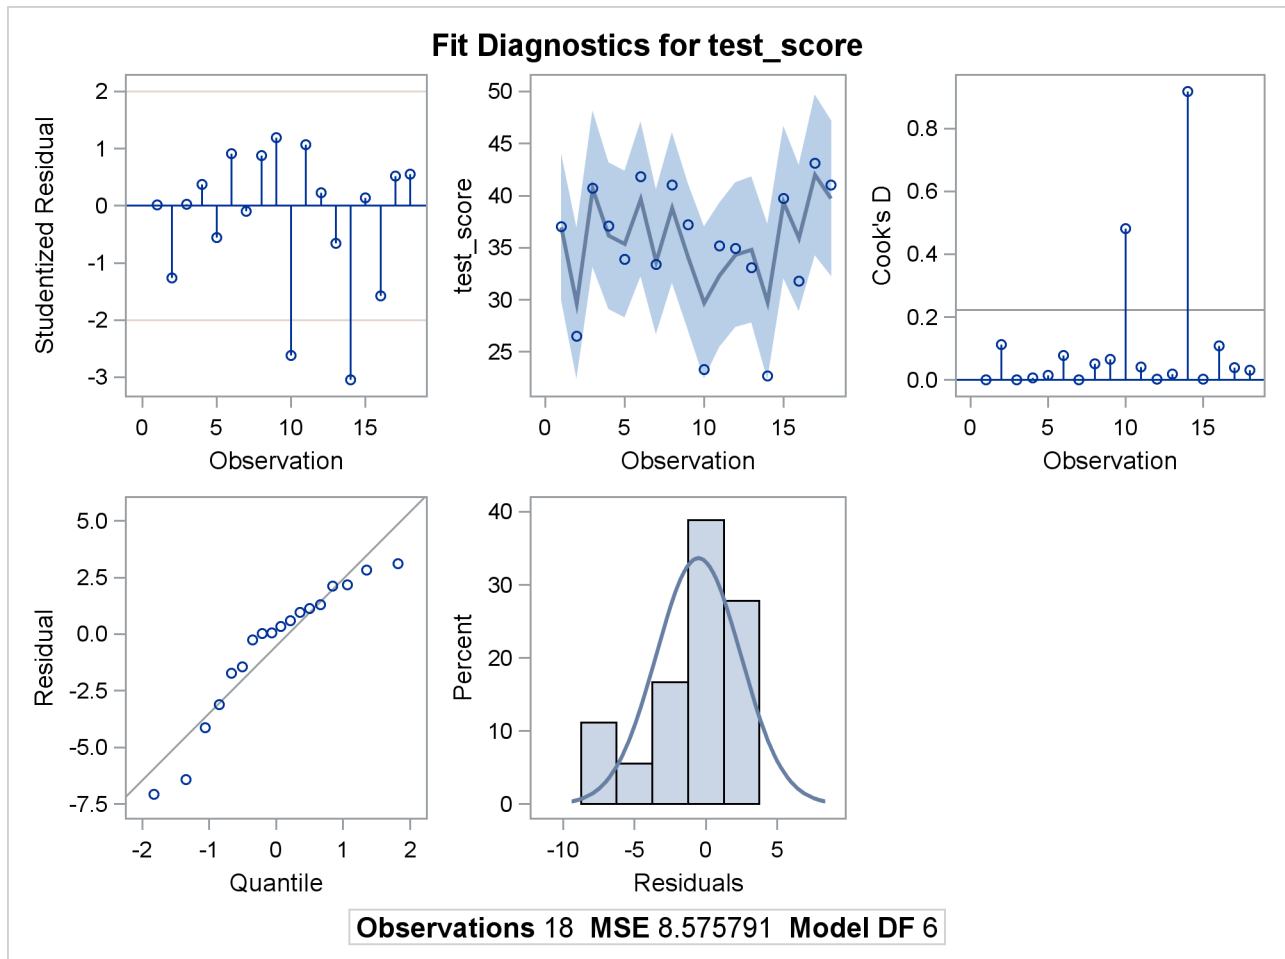 Fit Diagnostics for test_score
2
1
0
-1
-2
-3
Studentized Residual
0 5 10 15
Observation
50
45
40
35
30
25
test_score
0 5 10 15
Observation
0.8
0.6
0.4
0.2
0.0
Cook's D
0 5 10 15
Observation
5.0
2.5
0.0
-2.5
-5.0
-7.5
Residual
-2 -1 0 1 2
Quantile
40
30
20
10
0
Percent
-10 -5 0 5
Residuals
Observations 18 MSE 8.575791 Model DF 6